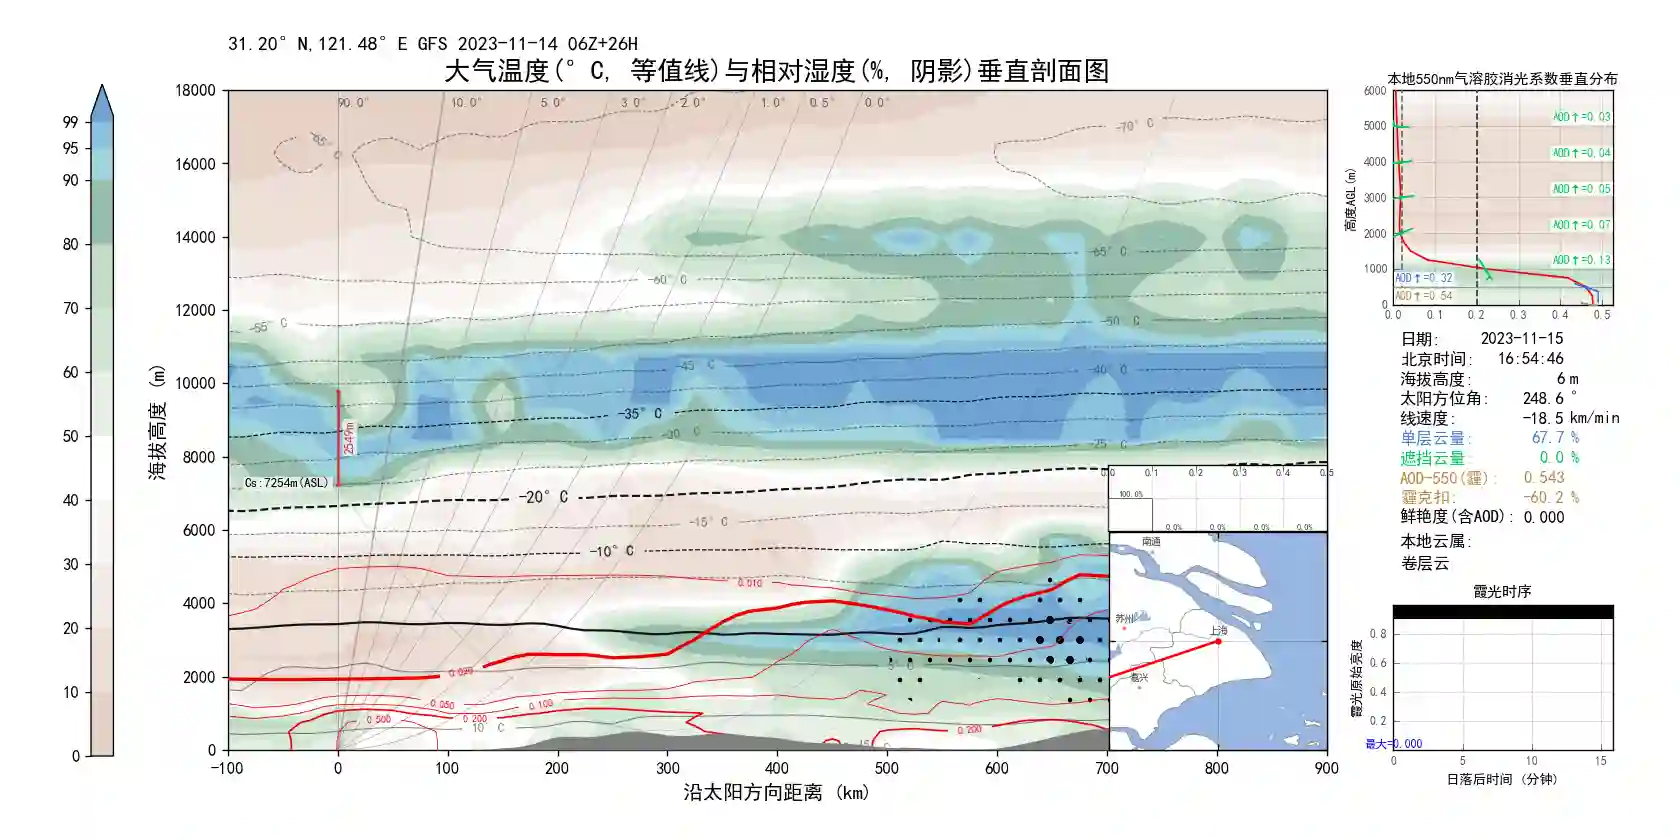 31.20° N,121.48° E GFS 2023-11-14 06Z+26H
大气温度(° C, 等值线)与相对湿度(%, 阴影)垂直剖面图
99
95
90
80
70
60
50
40
30
20
10
0
海拔高度 (m)
18000
16000
14000
12000
10000
8000
6000
4000
2000
0
90.0° 10.0° 5.0° 3.0° -2.0° 1.0° 0.5° 0.0°
-70° C
-65° C
-60° C
-55° C
-50 C
-45 C
-40 C
-35° C
-30 C
-25 C
2549m
Cs:7254m(ASL)
-20° C
-15° C
-10° C
0.010
0.020
0.050
0.100
0.200
0.500
10 C
0.200
-100 0 100 200 300 400 500 600 700 800 900
沿太阳方向距离 (km)
0.0 0.1 0.2 0.3 0.4 0.5
100.0%
0.0% 0.0% 0.0% 0.0%
南通
苏州
上海
嘉兴
本地550nm气溶胶消光系数垂直分布
高度AGL(m)
6000
5000
4000
3000
2000
1000
0
AOD↑=0.03
AOD↑=0.04
AOD↑=0.05
AOD↑=0.07
AOD↑=0.13
AOD↑=0.32
AOD↑=0.54
0.0 0.1 0.2 0.3 0.4 0.5
日期: 2023-11-15
北京时间: 16:54:46
海拔高度: 6 m
太阳方位角: 248.6 °
线速度: -18.5 km/min
单层云量: 67.7 %
遮挡云量: 0.0 %
AOD-550(霾): 0.543
霾克扣: -60.2 %
鲜艳度(含AOD): 0.000
本地云属:
卷层云
霞光时序
霞光原始亮度
0.8
0.6
0.4
0.2
最大=0.000
0 5 10 15
日落后时间 (分钟)